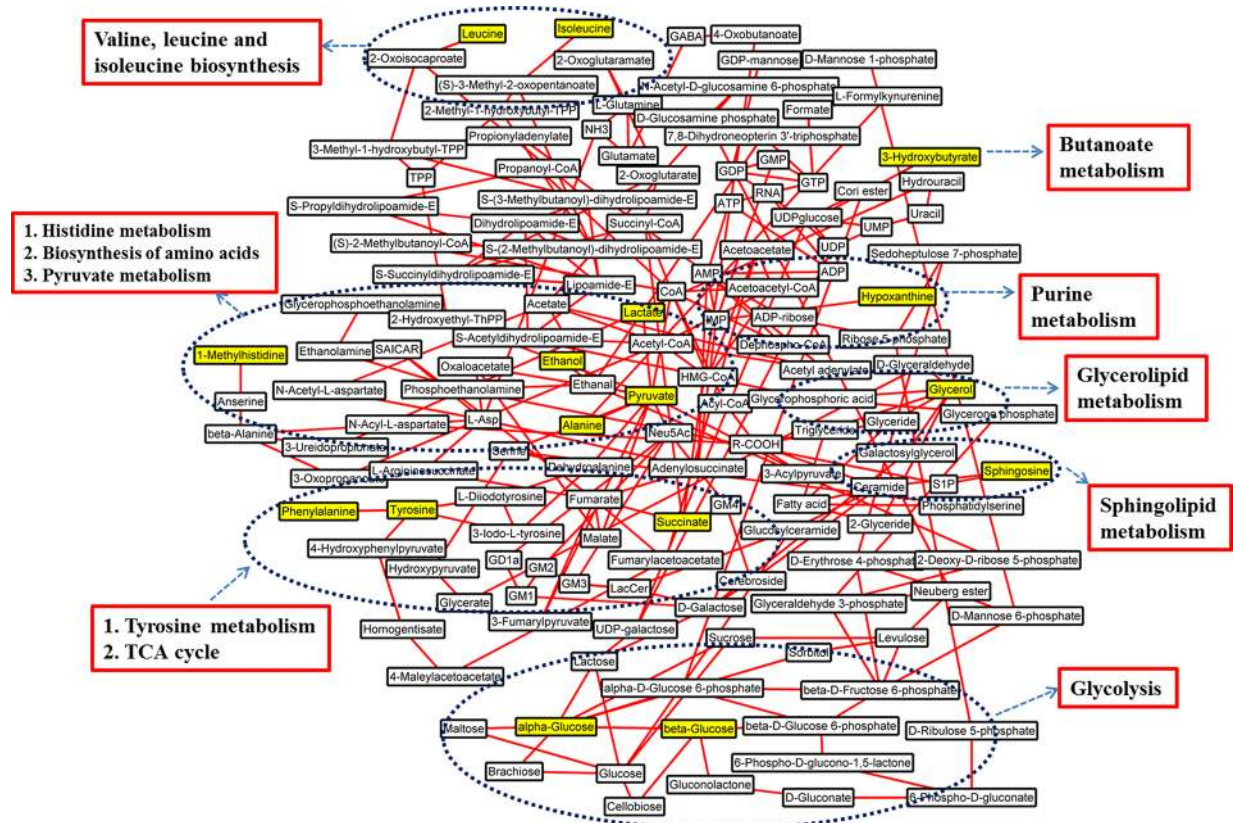 Valine, leucine and
isoleucine biosynthesis
Leucine
Isoleucine
GABA
4-Oxobutanoate
2-Oxoisocaproate
2-Oxoglutaramate
GDP-mannose
D-Mannose 1-phosphate
(S)-3-Methyl-2-oxopentanoate
N-Acetyl-D-glucosamine 6-phosphate
L-Formylkynurenine
2-Methyl-1-hydroxybutyl-TPP
L-Glutamine
Formate
D-Glucosamine phosphate
Propionyladenylate
NH3
7,8-Dihydroneopterin 3'-triphosphate
3-Methyl-1-hydroxybutyl-TPP
Glutamate
GMP
3-Hydroxybutyrate
Butanoate
metabolism
Propanoyl-CoA
TPP
2-Oxoglutarate
GDP
GTP
Hydrouracil
RNA
Cori ester
S-Propyldihydrolipoamide-E
S-(3-Methylbutanoyl)-dihydrolipoamide-E
ATP
Uracil
Dihydrolipoamide-E
Succinyl-CoA
UDPglucose
UMP
1. Histidine metabolism
2. Biosynthesis of amino acids
3. Pyruvate metabolism
(S)-2-Methylbutanoyl-CoA
S-(2-Methylbutanoyl)-dihydrolipoamide-E
Acetoacetate
UDP
Sedoheptulose 7-phosphate
S-Succinyldihydrolipoamide-E
Lipoamide-E
AMP
ADP
CoA
Acetoacetyl-CoA
Glycerophosphoethanolamine
Acetate
Lactate
Hypoxanthine
Purine
metabolism
2-Hydroxyethyl-ThPP
IMP
ADP-ribose
S-Acetyldihydrolipoamide-E
Acetyl-CoA
Dephospho-CoA
Ribose 5-phosphate
1-Methylhistidine
Ethanolamine
SAICAR
Ethanol
Oxaloacetate
Acetyl adenylate
D-Glyceraldehyde
N-Acetyl-L-aspartate
Phosphoethanolamine
Ethanal
HMG-CoA
Glycerol
Glycerolipid
metabolism
Pyruvate
Acyl-CoA
Glycerophosphoric acid
Anserine
L-Asp
Glyceride
Glycerone phosphate
N-Acyl-L-aspartate
Alanine
Neu5Ac
Triglyceride
beta-Alanine
R-COOH
3-Ureidopropionate
Serine
Galactosylglycerol
L-Argininosuccinate
Dehydroalanine
Adenylosuccinate
3-Acylpyruvate
Sphingosine
3-Oxopropanoate
Ceramide
S1P
Sphingolipid
metabolism
L-Diiodotyrosine
Fumarate
GM4
Fatty acid
Phosphatidylserine
Phenylalanine
Tyrosine
Succinate
2-Glyceride
3-Iodo-L-tyrosine
Malate
Glucosylceramide
4-Hydroxyphenylpyruvate
GD1a
Fumarylacetoacetate
D-Erythrose 4-phosphate
2-Deoxy-D-ribose 5-phosphate
Hydroxypyruvate
GM2
GM3
LacCer
Cerebroside
Neuberg ester
1. Tyrosine metabolism
2. TCA cycle
Glycerate
GM1
D-Galactose
Glyceraldehyde 3-phosphate
D-Mannose 6-phosphate
Homogentisate
3-Fumarylpyruvate
UDP-galactose
Sucrose
Levulose
Sorbitol
Lactose
4-Maleylacetoacetate
alpha-D-Glucose 6-phosphate
beta-D-Fructose 6-phosphate
Glycolysis
Maltose
alpha-Glucose
beta-Glucose
beta-D-Glucose 6-phosphate
D-Ribulose 5-phosphate
6-Phospho-D-glucono-1,5-lactone
Brachiose
Glucose
Gluconolactone
D-Gluconate
6-Phospho-D-gluconate
Cellobiose